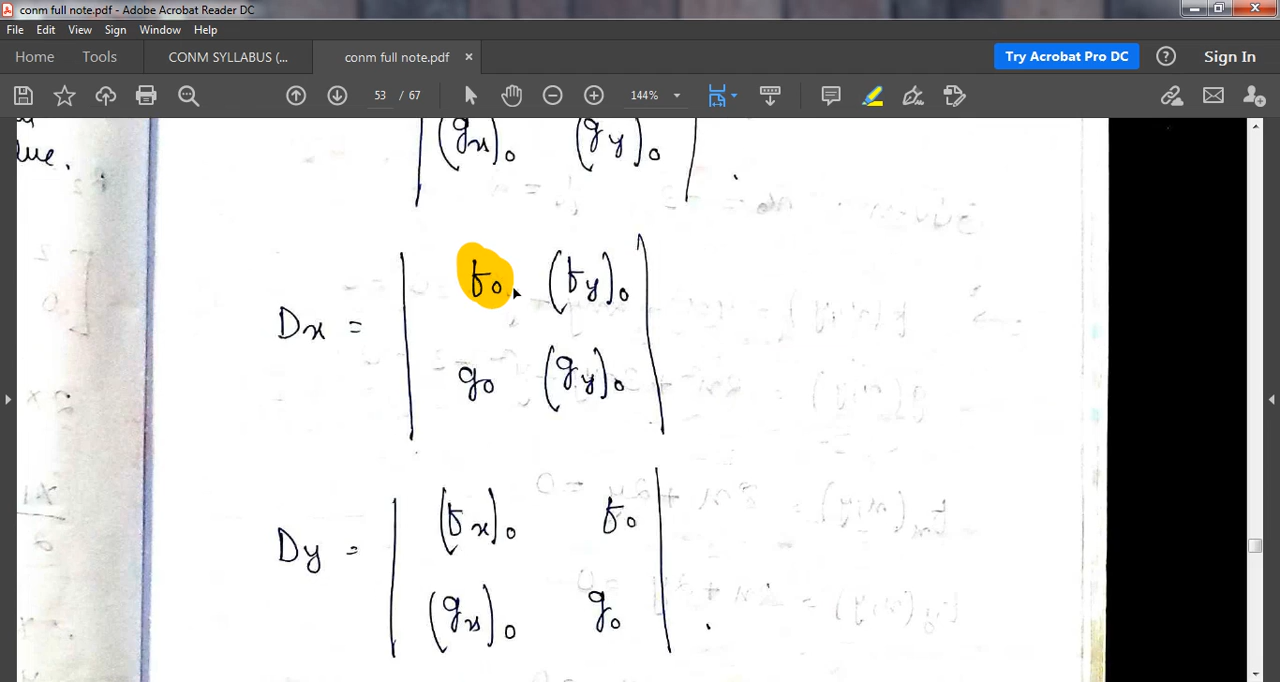 conm full note.pdf - Adobe Acrobat Reader DC
File Edit View Sign Window Help
Home Tools CONM SYLLABUS (... conm full note.pdf × Try Acrobat Pro DC ? Sign In
53 / 67 144%
lue.
(gx)0 (gy)0
f0 (fy)0
Dx =
g0 (gy)0
(fx)0 f0
Dy =
(gx)0 g0